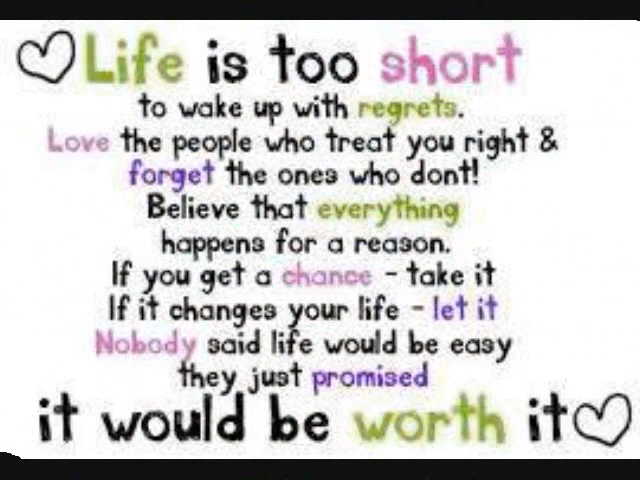 Life is too short
to wake up with regrets.
Love the people who treat you right &
forget the ones who dont!
Believe that everything
happens for a reason.
If you get a chance - take it
If it changes your life - let it
Nobody said life would be easy
they just promised
it would be worth it